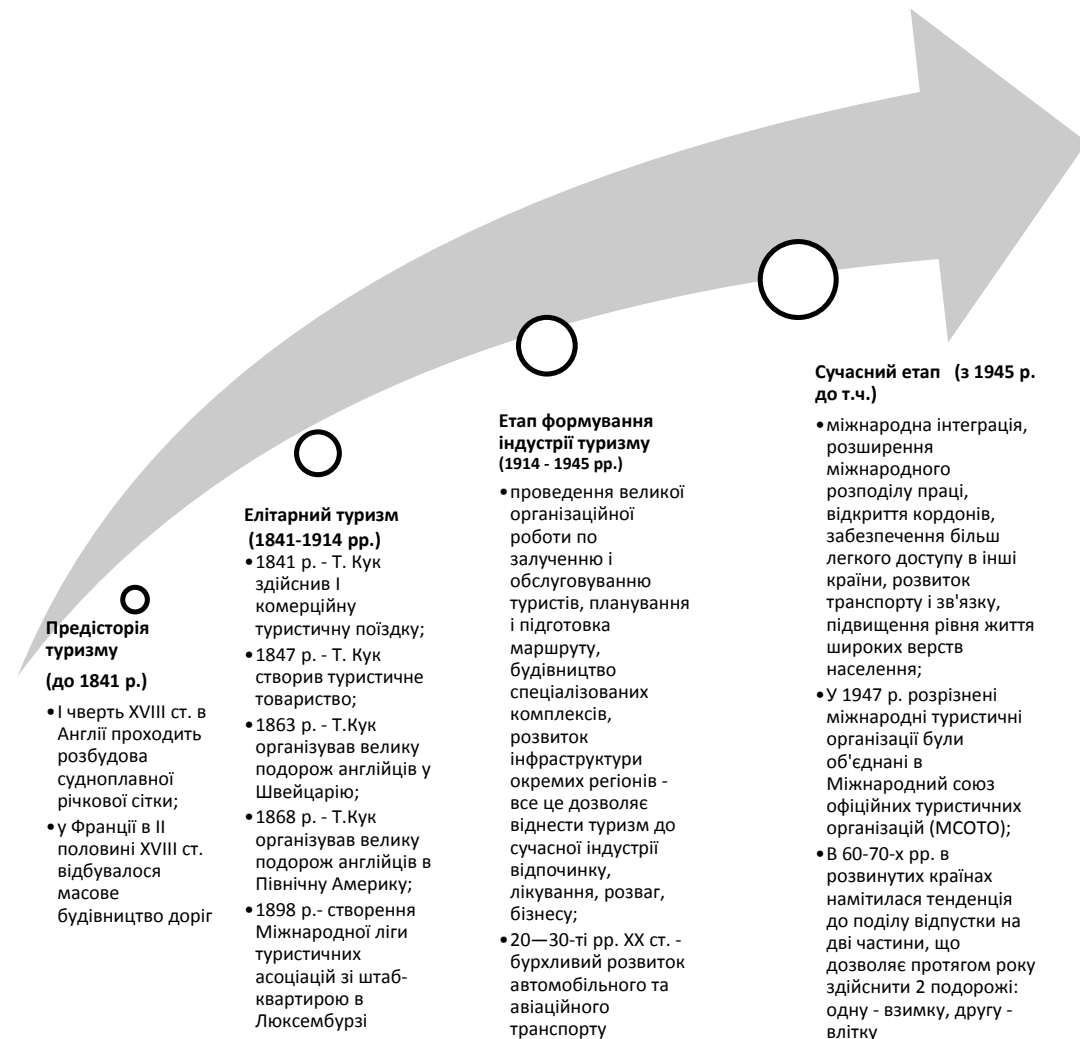 Предісторія
туризму
(до 1841 р.)
•І чверть XVIII ст. в
Англії проходить
розбудова
судноплавної
річкової сітки;
•у Франції в ІІ
половині XVIII ст.
відбувалося
масове
будівництво доріг
Елітарний туризм
(1841-1914 рр.)
•1841 р. - Т. Кук
здійснив І
комерційну
туристичну поїздку;
•1847 р. - Т. Кук
створив туристичне
товариство;
•1863 р. - Т.Кук
організував велику
подорож англійців у
Швейцарію;
•1868 р. - Т.Кук
організував велику
подорож англійців в
Північну Америку;
•1898 р.- створення
Міжнародної ліги
туристичних
асоціацій зі штаб-
квартирою в
Люксембурзі
Етап формування
індустрії туризму
(1914 - 1945 рр.)
•проведення великої
організаційної
роботи по
залученню і
обслуговуванню
туристів, планування
і підготовка
маршруту,
будівництво
спеціалізованих
комплексів,
розвиток
інфраструктури
окремих регіонів -
все це дозволяє
віднести туризм до
сучасної індустрії
відпочинку,
лікування, розваг,
бізнесу;
•20—30-ті рр. XX ст. -
бурхливий розвиток
автомобільного та
авіаційного
транспорту
Сучасний етап (з 1945 р.
до т.ч.)
•міжнародна інтеграція,
розширення
міжнародного
розподілу праці,
відкриття кордонів,
забезпечення більш
легкого доступу в інші
країни, розвиток
транспорту і зв'язку,
підвищення рівня життя
широких верств
населення;
•У 1947 р. розрізнені
міжнародні туристичні
організації були
об'єднані в
Міжнародний союз
офіційних туристичних
організацій (МСОТО);
•В 60-70-х рр. в
розвинутих країнах
намітилася тенденція
до поділу відпустки на
дві частини, що
дозволяє протягом року
здійснити 2 подорожі:
одну - взимку, другу -
влітку